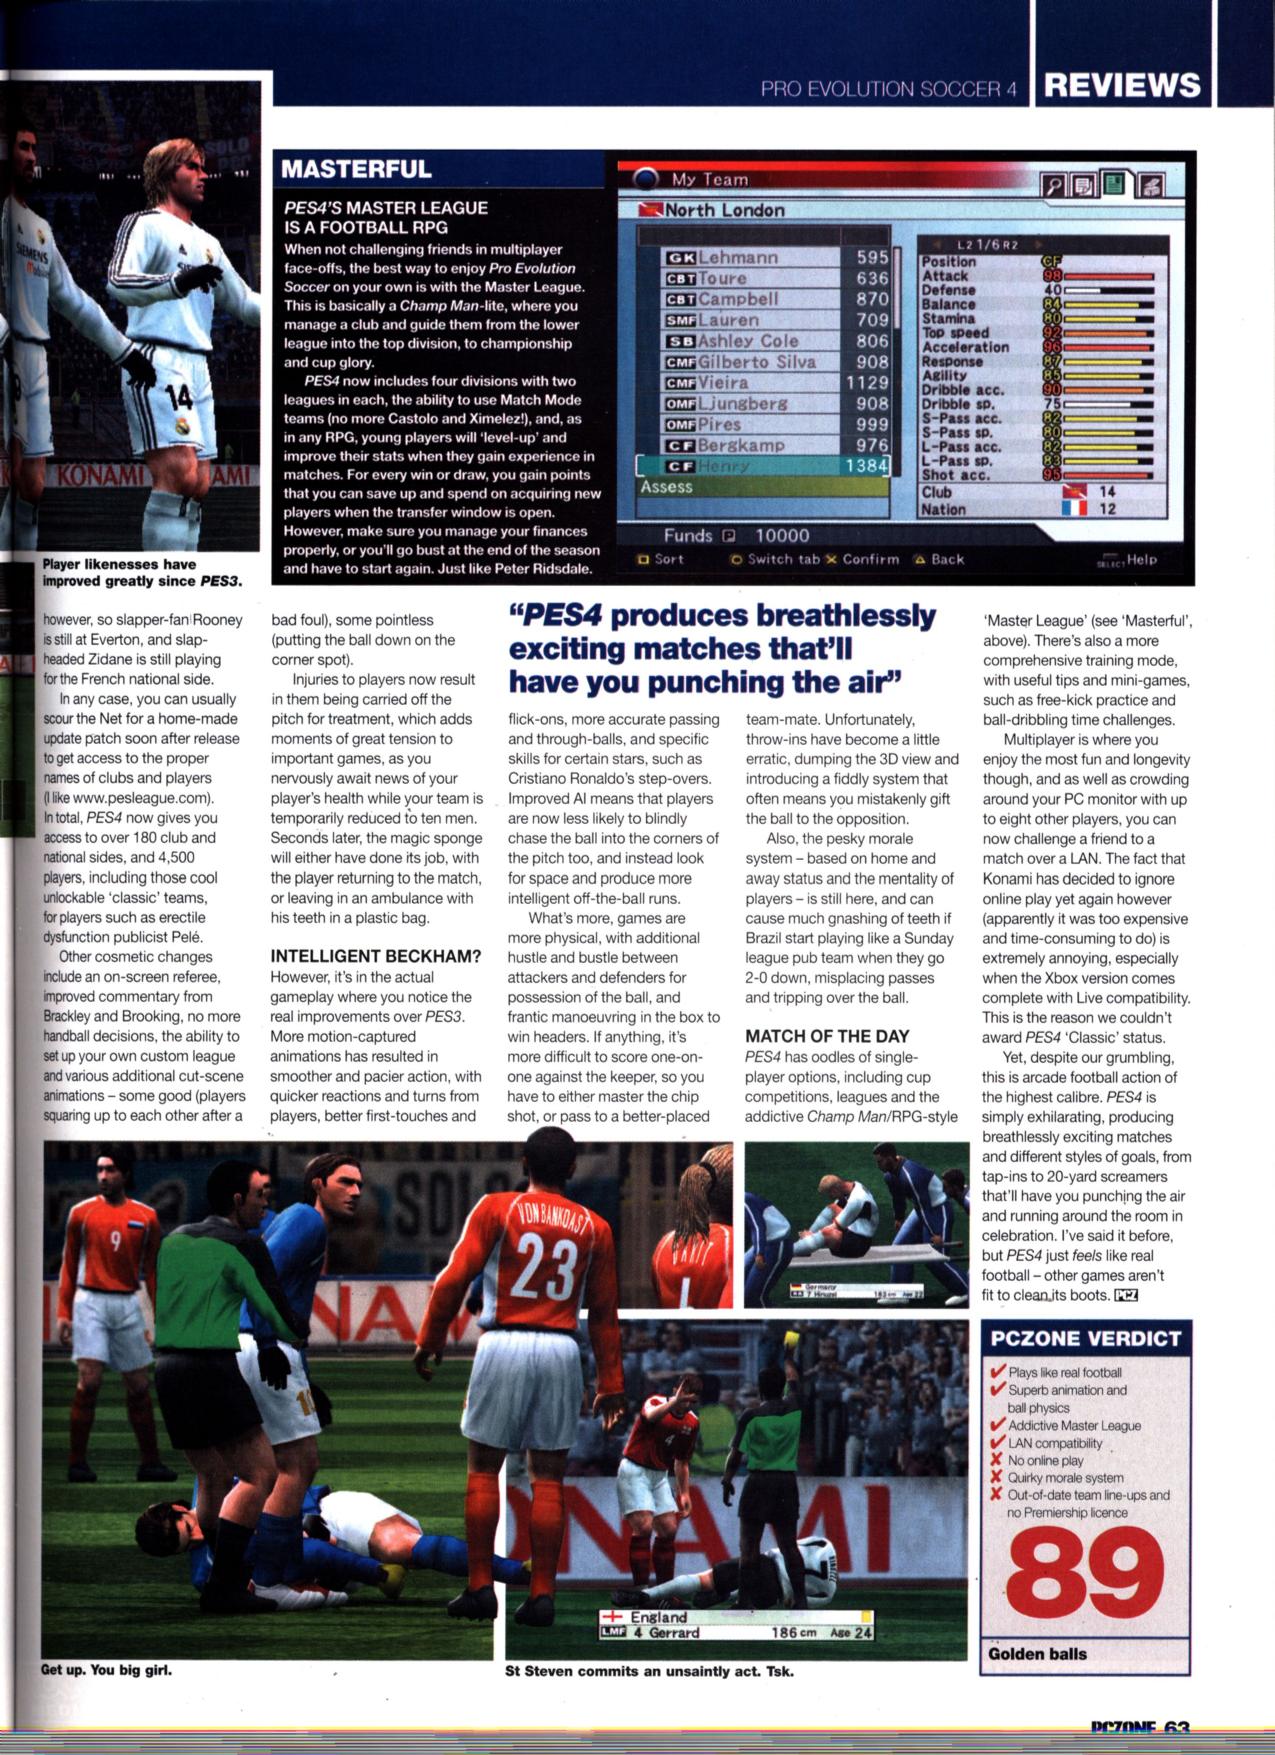 PRO EVOLUTION SOCCER 4
REVIEWS
SOLO
SIEMENS
14
KONAMI
AMI
Player likenesses have
improved greatly since PES3.
MASTERFUL
PES4'S MASTER LEAGUE
IS A FOOTBALL RPG
When not challenging friends in multiplayer
face-offs, the best way to enjoy Pro Evolution
Soccer on your own is with the Master League.
This is basically a Champ Man-lite, where you
manage a club and guide them from the lower
league into the top division, to championship
and cup glory.
PES4 now includes four divisions with two
leagues in each, the ability to use Match Mode
teams (no more Castolo and Ximelez!), and, as
in any RPG, young players will 'level-up' and
improve their stats when they gain experience in
matches. For every win or draw, you gain points
that you can save up and spend on acquiring new
players when the transfer window is open.
However, make sure you manage your finances
properly, or you'll go bust at the end of the season
and have to start again. Just like Peter Ridsdale.
My Team
North London
GK Lehmann 595
CBT Toure 636
CBT Campbell 870
SMF Lauren 709
SB Ashley Cole 806
CMF Gilberto Silva 908
CMF Vieira 1129
OMF Ljungberg 908
OMF Pires 999
CF Bergkamp 976
CF Henry 1384
Assess
L2 1/6 R2
Position CF
Attack 98
Defense 40
Balance 84
Stamina 80
Top speed 92
Acceleration 96
Response 87
Agility 85
Dribble acc. 90
Dribble sp. 75
S-Pass acc. 82
S-Pass sp. 80
L-Pass acc. 82
L-Pass sp. 83
Shot acc. 95
Club 14
Nation 12
Funds P 10000
Sort Switch tab Confirm Back SELECT Help
however, so slapper-fan Rooney
is still at Everton, and slap-
headed Zidane is still playing
for the French national side.
In any case, you can usually
scour the Net for a home-made
update patch soon after release
to get access to the proper
names of clubs and players
(I like www.pesleague.com).
In total, PES4 now gives you
access to over 180 club and
national sides, and 4,500
players, including those cool
unlockable 'classic' teams,
for players such as erectile
dysfunction publicist Pelé.
Other cosmetic changes
include an on-screen referee,
improved commentary from
Brackley and Brooking, no more
handball decisions, the ability to
set up your own custom league
and various additional cut-scene
animations – some good (players
squaring up to each other after a
bad foul), some pointless
(putting the ball down on the
corner spot).
Injuries to players now result
in them being carried off the
pitch for treatment, which adds
moments of great tension to
important games, as you
nervously await news of your
player's health while your team is
temporarily reduced to ten men.
Seconds later, the magic sponge
will either have done its job, with
the player returning to the match,
or leaving in an ambulance with
his teeth in a plastic bag.
INTELLIGENT BECKHAM?
However, it's in the actual
gameplay where you notice the
real improvements over PES3.
More motion-captured
animations has resulted in
smoother and pacier action, with
quicker reactions and turns from
players, better first-touches and
"PES4 produces breathlessly
exciting matches that'll
have you punching the air"
flick-ons, more accurate passing
and through-balls, and specific
skills for certain stars, such as
Cristiano Ronaldo's step-overs.
Improved AI means that players
are now less likely to blindly
chase the ball into the corners of
the pitch too, and instead look
for space and produce more
intelligent off-the-ball runs.
What's more, games are
more physical, with additional
hustle and bustle between
attackers and defenders for
possession of the ball, and
frantic manoeuvring in the box to
win headers. If anything, it's
more difficult to score one-on-
one against the keeper, so you
have to either master the chip
shot, or pass to a better-placed
team-mate. Unfortunately,
throw-ins have become a little
erratic, dumping the 3D view and
introducing a fiddly system that
often means you mistakenly gift
the ball to the opposition.
Also, the pesky morale
system – based on home and
away status and the mentality of
players – is still here, and can
cause much gnashing of teeth if
Brazil start playing like a Sunday
league pub team when they go
2-0 down, misplacing passes
and tripping over the ball.
MATCH OF THE DAY
PES4 has oodles of single-
player options, including cup
competitions, leagues and the
addictive Champ Man/RPG-style
'Master League' (see 'Masterful',
above). There's also a more
comprehensive training mode,
with useful tips and mini-games,
such as free-kick practice and
ball-dribbling time challenges.
Multiplayer is where you
enjoy the most fun and longevity
though, and as well as crowding
around your PC monitor with up
to eight other players, you can
now challenge a friend to a
match over a LAN. The fact that
Konami has decided to ignore
online play yet again however
(apparently it was too expensive
and time-consuming to do) is
extremely annoying, especially
when the Xbox version comes
complete with Live compatibility.
This is the reason we couldn't
award PES4 'Classic' status.
Yet, despite our grumbling,
this is arcade football action of
the highest calibre. PES4 is
simply exhilarating, producing
breathlessly exciting matches
and different styles of goals, from
tap-ins to 20-yard screamers
that'll have you punching the air
and running around the room in
celebration. I've said it before,
but PES4 just feels like real
football – other games aren't
fit to clean its boots. PCZ
9
VONBANKOAST
23
1
NAM
Germany
Get up. You big girl.
4
NAMI
England
LMF 4 Gerrard 186cm Age 24
St Steven commits an unsaintly act. Tsk.
PCZONE VERDICT
✔ Plays like real football
✔ Superb animation and
ball physics
✔ Addictive Master League
✔ LAN compatibility
✘ No online play
✘ Quirky morale system
✘ Out-of-date team line-ups and
no Premiership licence
89
Golden balls
PCZONE 63